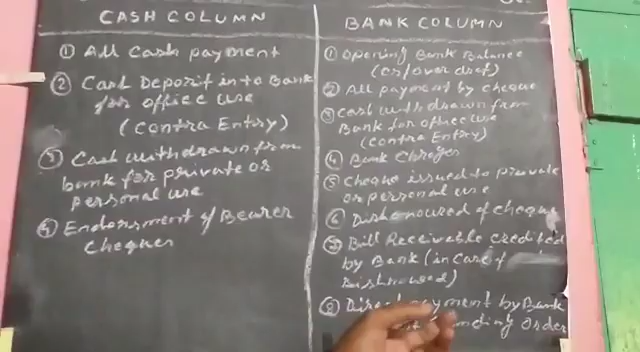 CASH COLUMN
① All Cash payment
② Cash Deposit into Bank
for office use
(Contra Entry)
③ Cash withdrawn from
bank for private or
personal use
④ Endorsment of Bearer
Cheques
BANK COLUMN
① Opening Bank Balance
(Cr/over drft)
② All payment by cheque
③ Cash withdrawn from
Bank for office use
(Contra Entry)
④ Bank Charges
⑤ Cheque issued to private
or personal use
⑥ Dishonoured of cheque
⑦ Bill Receivable credited
by Bank (in case of
Dishnoured)
⑧ Direct payment by Bank
Order